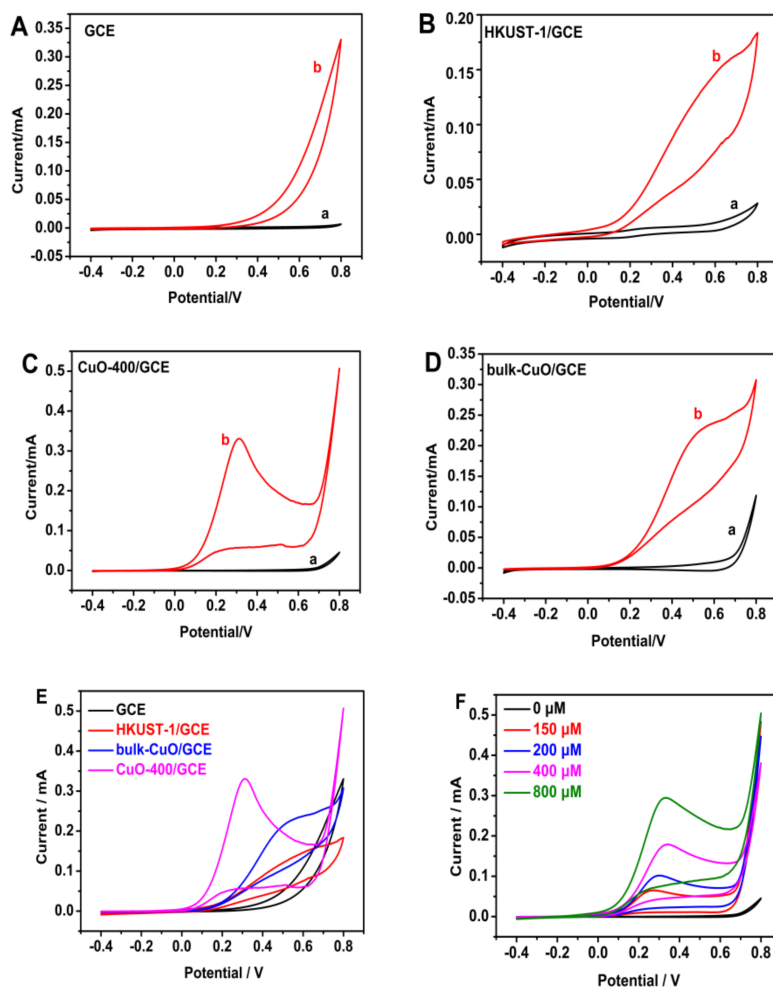 A
GCE
0.35
0.30
0.25
0.20
0.15
0.10
0.05
0.00
-0.05
b
a
Current/mA
-0.4 -0.2 0.0 0.2 0.4 0.6 0.8
Potential/V
B
HKUST-1/GCE
0.20
0.15
0.10
0.05
0.00
b
a
Current/mA
-0.4 -0.2 0.0 0.2 0.4 0.6 0.8
Potential/V
C
CuO-400/GCE
0.5
0.4
0.3
0.2
0.1
0.0
b
a
Current/mA
-0.4 -0.2 0.0 0.2 0.4 0.6 0.8
Potential/V
D
bulk-CuO/GCE
0.35
0.30
0.25
0.20
0.15
0.10
0.05
0.00
-0.05
b
a
Current/mA
-0.4 -0.2 0.0 0.2 0.4 0.6 0.8
Potential/V
E
GCE
HKUST-1/GCE
bulk-CuO/GCE
CuO-400/GCE
0.5
0.4
0.3
0.2
0.1
0.0
Current / mA
-0.4 -0.2 0.0 0.2 0.4 0.6 0.8
Potential / V
F
0 µM
150 µM
200 µM
400 µM
800 µM
0.5
0.4
0.3
0.2
0.1
0.0
Current / mA
-0.4 -0.2 0.0 0.2 0.4 0.6 0.8
Potential / V